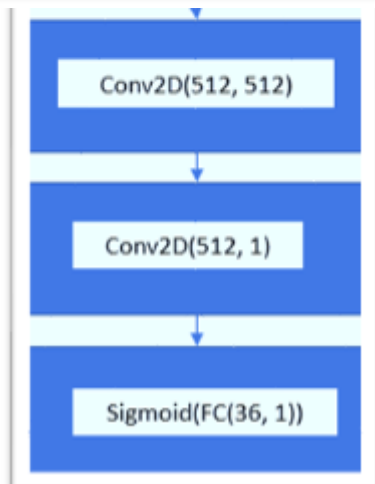 Conv2D(512, 512)
Conv2D(512, 1)
Sigmoid(FC(36, 1))